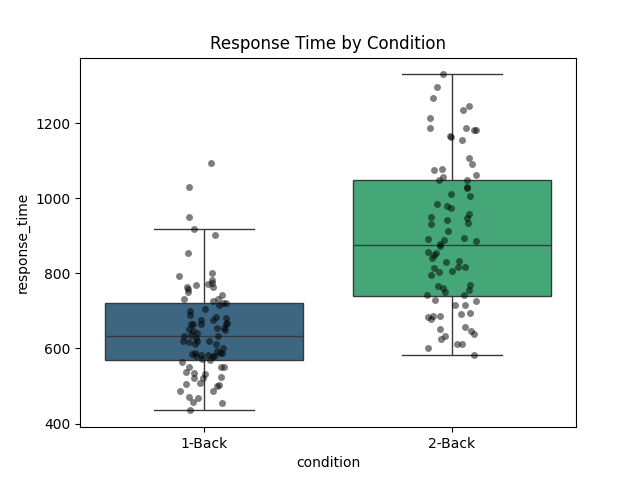 Response Time by Condition
response_time
1200
1000
800
600
400
1-Back
2-Back
condition